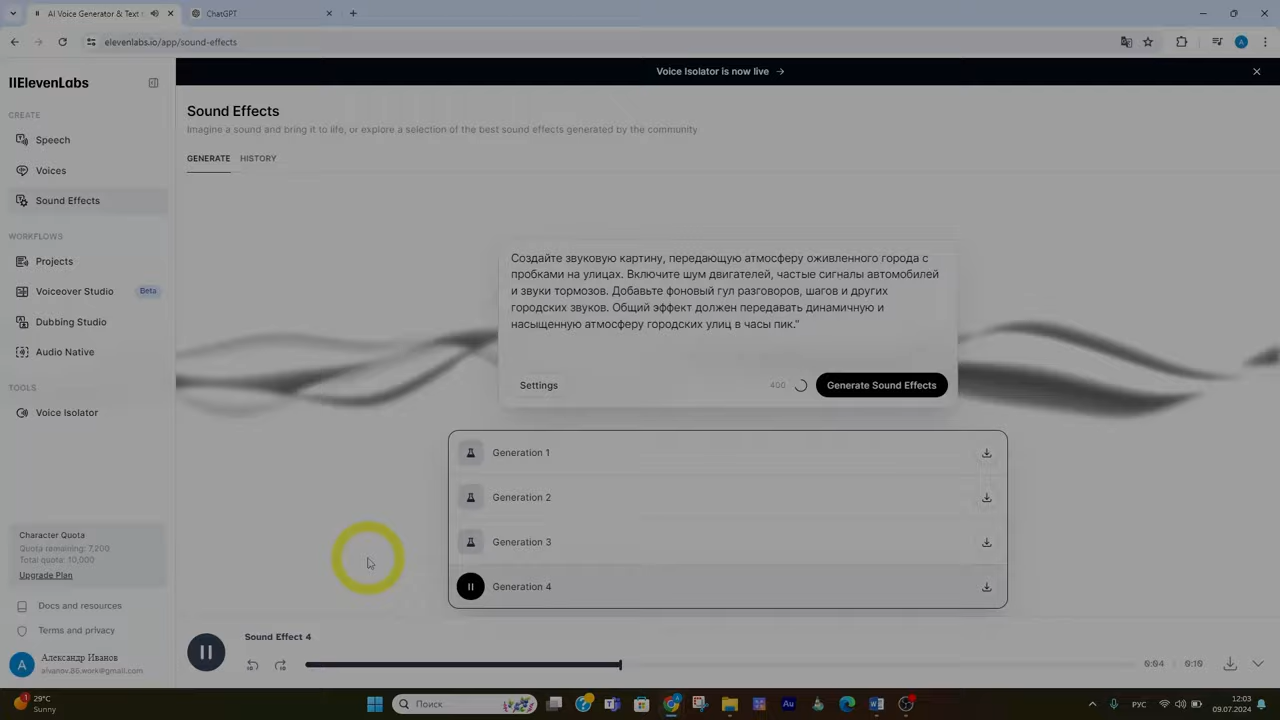 AI Voice Generator & Text
ChatGPT
elevenlabs.io/app/sound-effects
IIElevenLabs
Voice Isolator is now live →
CREATE
Speech
Voices
Sound Effects
WORKFLOWS
Projects
Voiceover Studio Beta
Dubbing Studio
Audio Native
TOOLS
Voice Isolator
Character Quota
Quota remaining: 7,200
Total quota: 10,000
Upgrade Plan
Docs and resources
Terms and privacy
А
Александр Иванов
aivanov.86.work@gmail.com
Sound Effects
Imagine a sound and bring it to life, or explore a selection of the best sound effects generated by the community
GENERATE HISTORY
Создайте звуковую картину, передающую атмосферу оживленного города с
пробками на улицах. Включите шум двигателей, частые сигналы автомобилей
и звуки тормозов. Добавьте фоновый гул разговоров, шагов и других
городских звуков. Общий эффект должен передавать динамичную и
насыщенную атмосферу городских улиц в часы пик."
Settings 400 Generate Sound Effects
Generation 1
Generation 2
Generation 3
Generation 4
Sound Effect 4
0:04 0:10
29°C
Sunny
Поиск
Au
РУС
12:03
09.07.2024